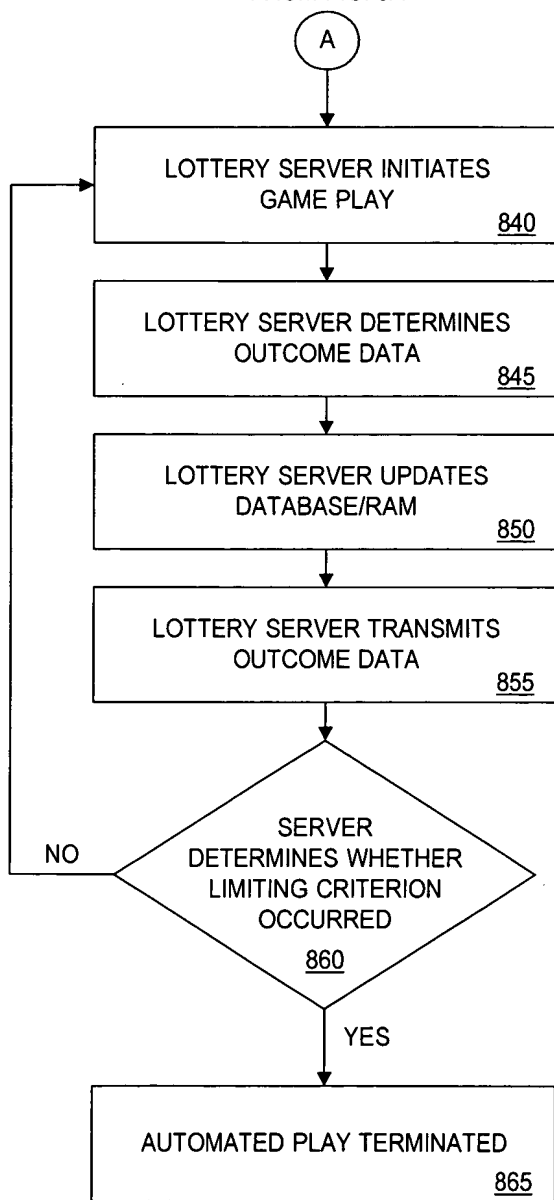 A
LOTTERY SERVER INITIATES
GAME PLAY
840
LOTTERY SERVER DETERMINES
OUTCOME DATA
845
LOTTERY SERVER UPDATES
DATABASE/RAM
850
LOTTERY SERVER TRANSMITS
OUTCOME DATA
855
SERVER
DETERMINES WHETHER
LIMITING CRITERION
OCCURRED
860
NO
YES
AUTOMATED PLAY TERMINATED
865